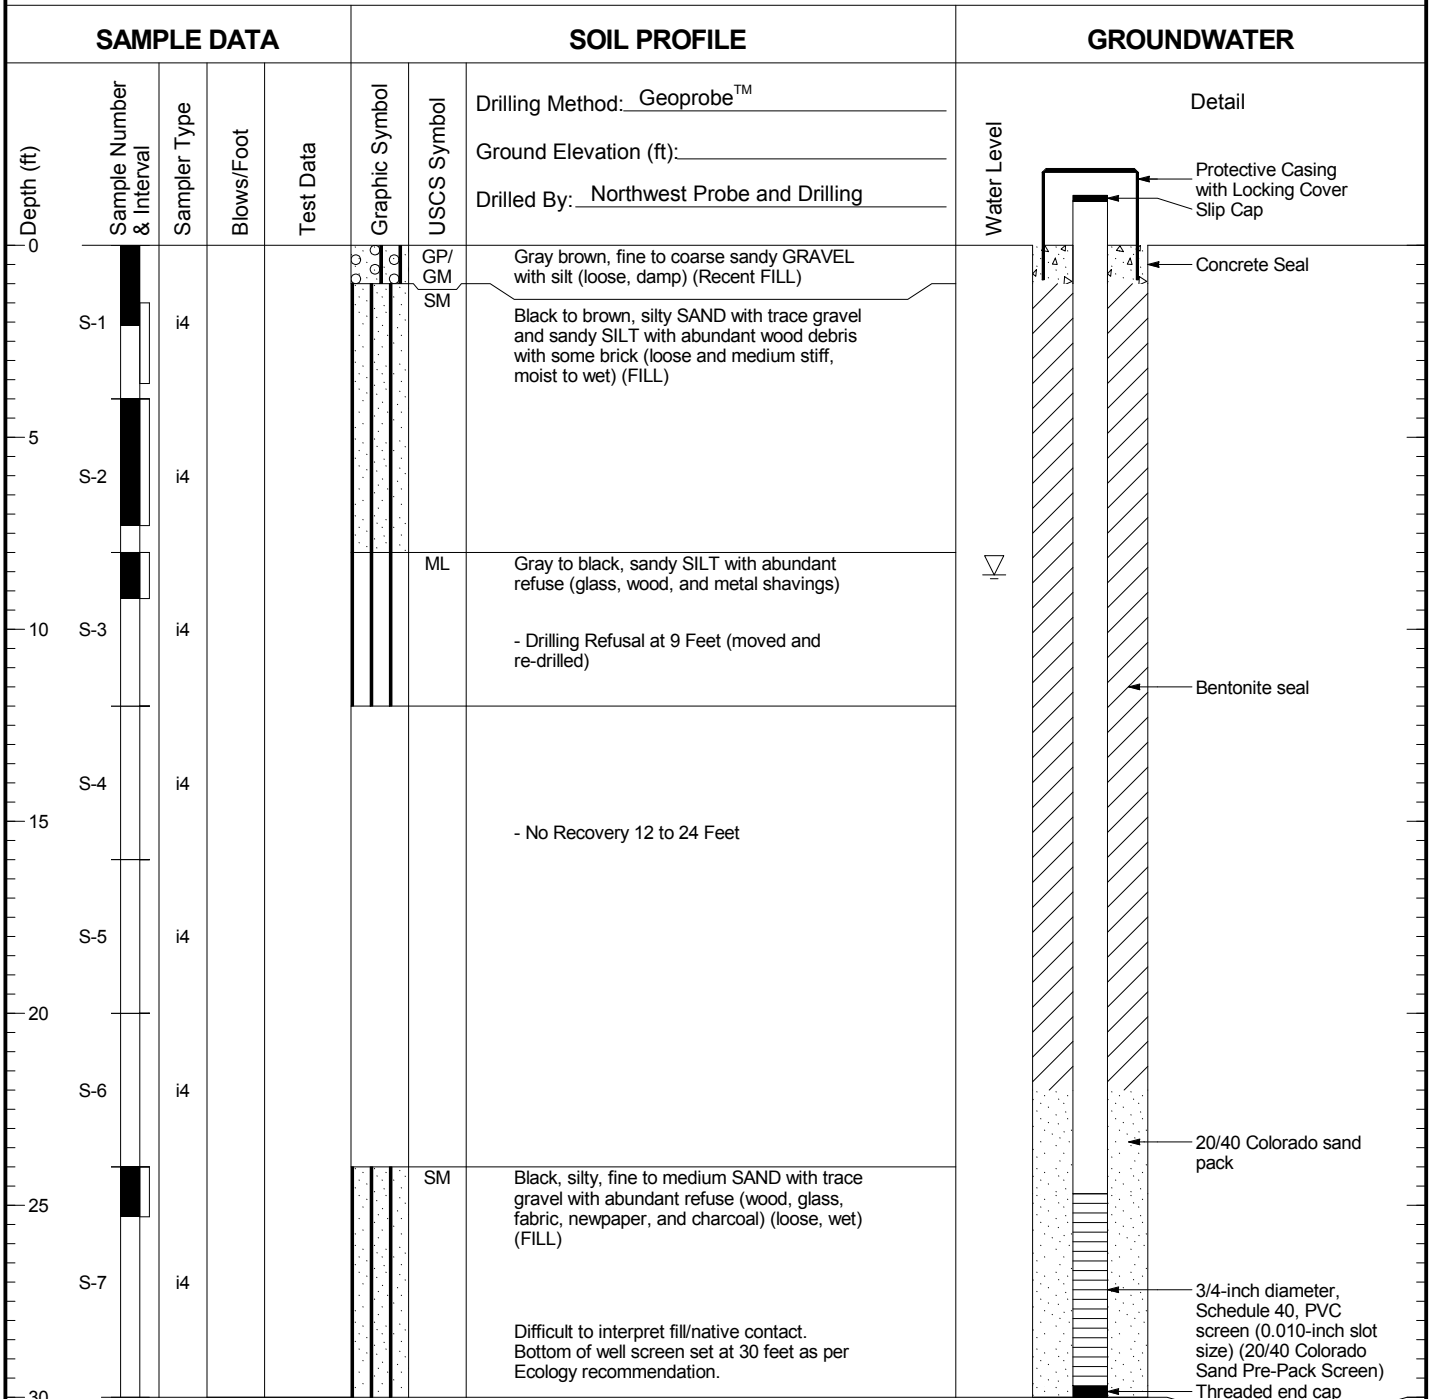 SAMPLE DATA
SOIL PROFILE
GROUNDWATER
Depth (ft)
Sample Number
& Interval
Sampler Type
Blows/Foot
Test Data
Graphic Symbol
USCS Symbol
Drilling Method: Geoprobe™
Ground Elevation (ft):
Drilled By: Northwest Probe and Drilling
Water Level
Detail
Protective Casing
with Locking Cover
Slip Cap
0
GP/
GM
Gray brown, fine to coarse sandy GRAVEL
with silt (loose, damp) (Recent FILL)
Concrete Seal
S-1
i4
SM
Black to brown, silty SAND with trace gravel
and sandy SILT with abundant wood debris
with some brick (loose and medium stiff,
moist to wet) (FILL)
5
S-2
i4
ML
Gray to black, sandy SILT with abundant
refuse (glass, wood, and metal shavings)
10
S-3
i4
- Drilling Refusal at 9 Feet (moved and
re-drilled)
Bentonite seal
S-4
i4
15
- No Recovery 12 to 24 Feet
S-5
i4
20
S-6
i4
20/40 Colorado sand
pack
SM
Black, silty, fine to medium SAND with trace
gravel with abundant refuse (wood, glass,
fabric, newpaper, and charcoal) (loose, wet)
(FILL)
25
S-7
i4
3/4-inch diameter,
Schedule 40, PVC
screen (0.010-inch slot
size) (20/40 Colorado
Sand Pre-Pack Screen)
Difficult to interpret fill/native contact.
Bottom of well screen set at 30 feet as per
Ecology recommendation.
Threaded end cap
30